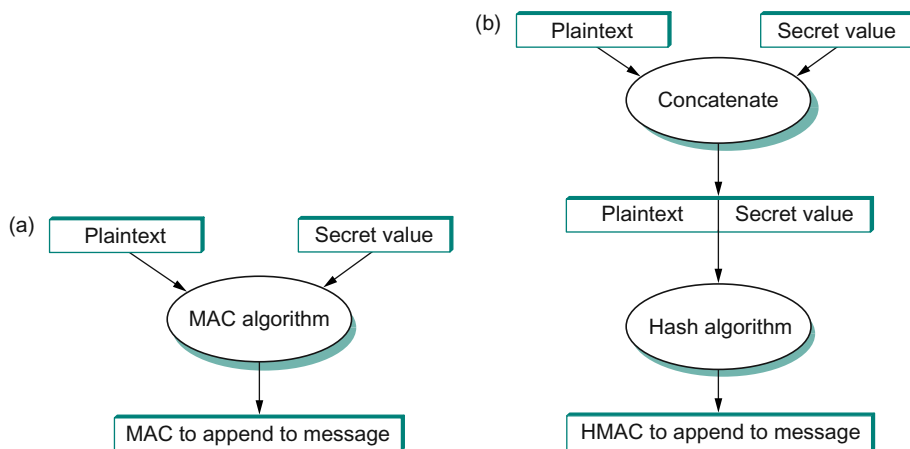 (a)
Plaintext
Secret value
MAC algorithm
MAC to append to message
(b)
Plaintext
Secret value
Concatenate
Plaintext
Secret value
Hash algorithm
HMAC to append to message